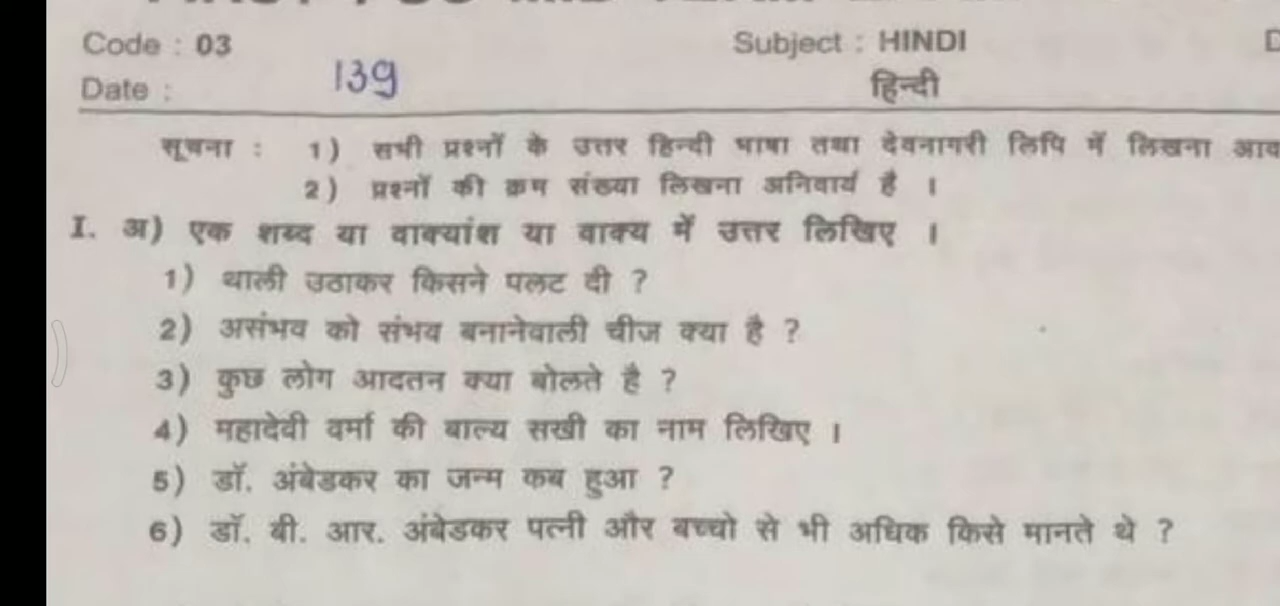 Code : 03
Subject : HINDI
Date :
139
हिन्दी
सूचना : 1) सभी प्रश्नों के उत्तर हिन्दी भाषा तथा देवनागरी लिपि में लिखना आव
2) प्रश्नों की क्रम संख्या लिखना अनिवार्य है ।
I. अ) एक शब्द या वाक्यांश या वाक्य में उत्तर लिखिए ।
1) थाली उठाकर किसने पलट दी ?
2) असंभव को संभव बनानेवाली चीज क्या है ?
3) कुछ लोग आदतन क्या बोलते है ?
4) महादेवी वर्मा की बाल्य सखी का नाम लिखिए ।
5) डॉ. अंबेडकर का जन्म कब हुआ ?
6) डॉ. बी. आर. अंबेडकर पत्नी और बच्चो से भी अधिक किसे मानते थे ?